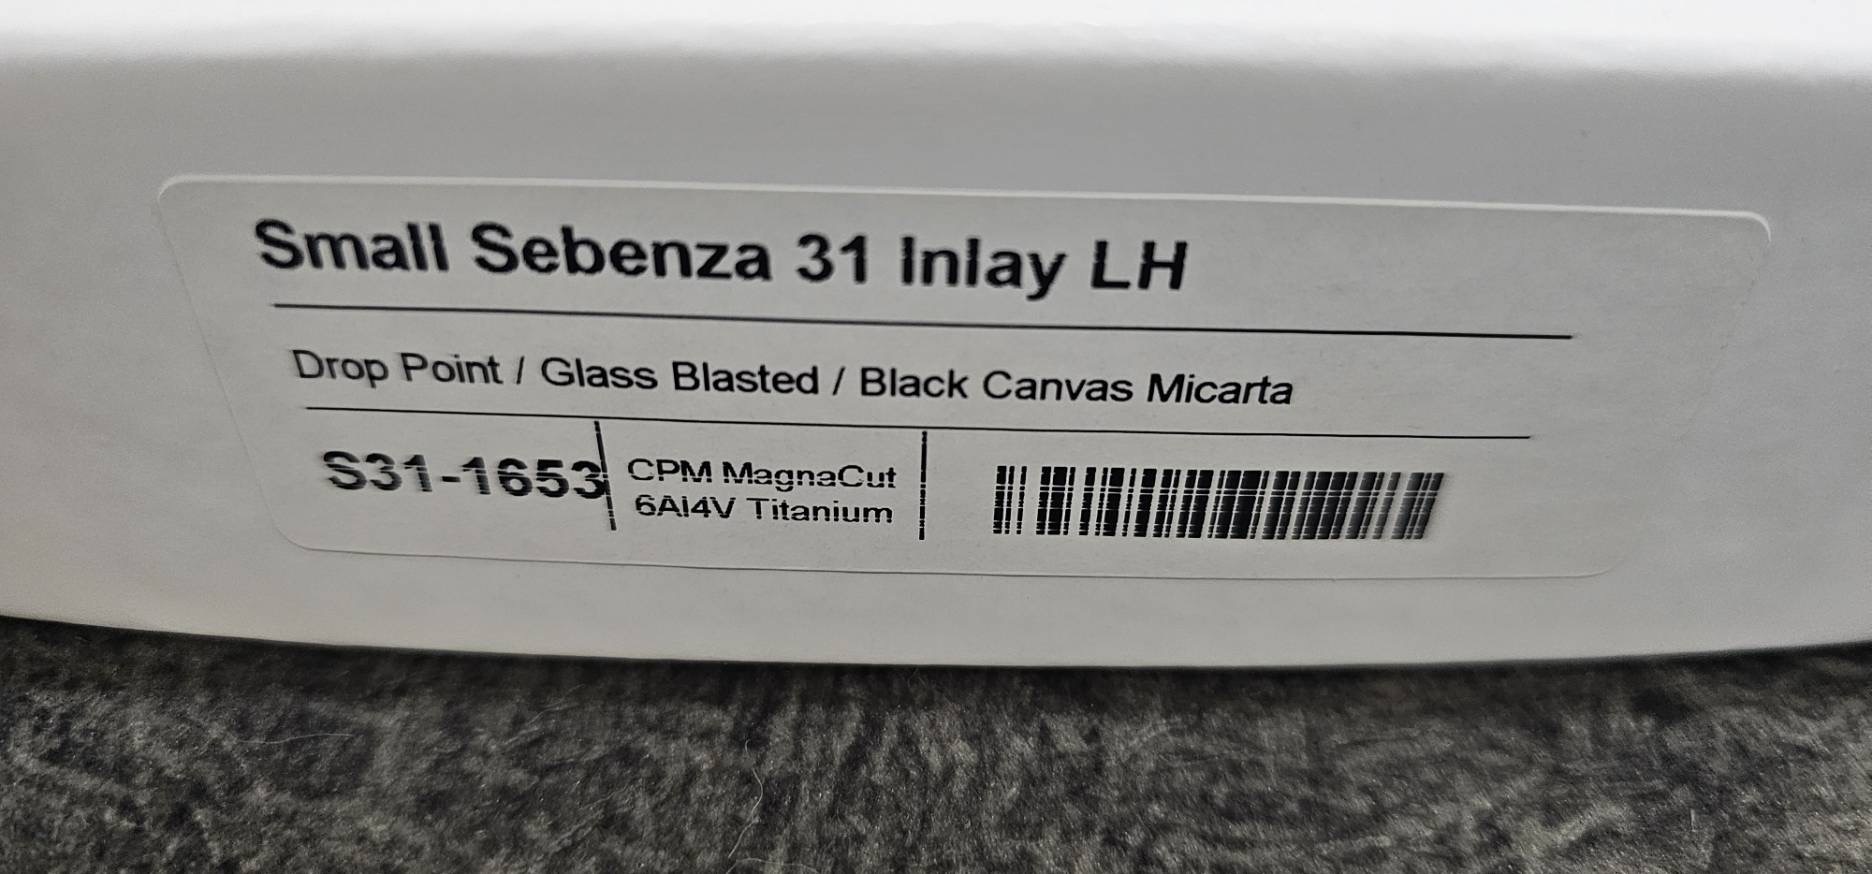 Small Sebenza 31 Inlay LH
Drop Point / Glass Blasted / Black Canvas Micarta
S31-1653
CPM MagnaCut
6Al4V Titanium